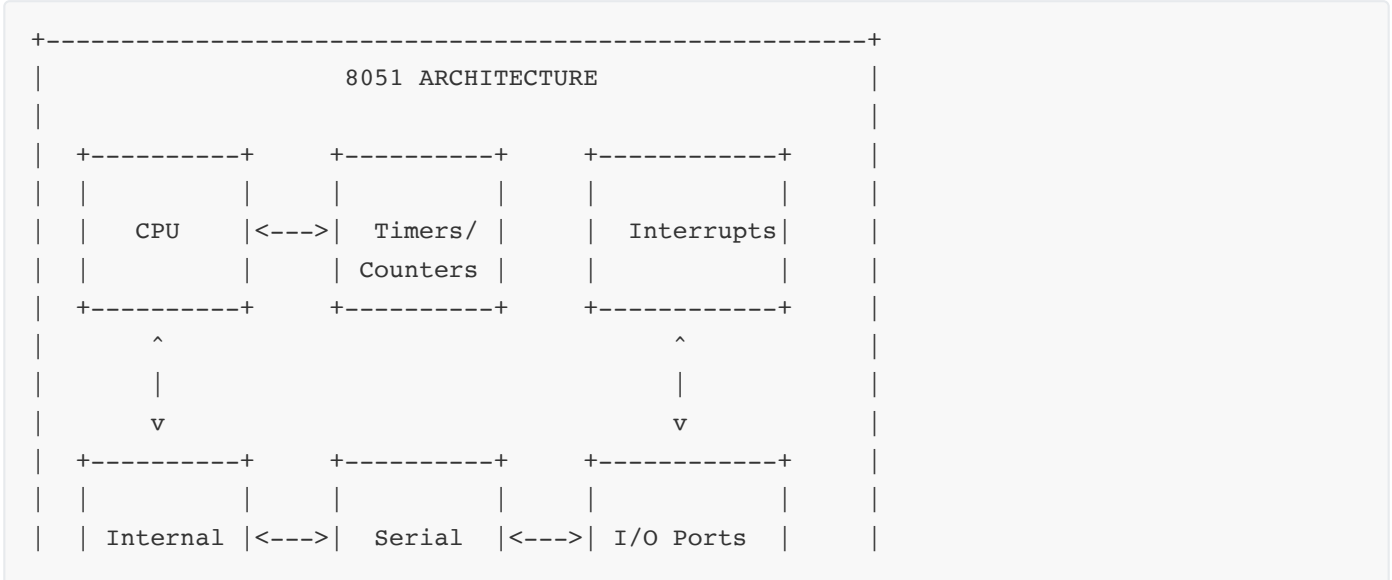 +-------------------------------------------------------+
|                    8051 ARCHITECTURE                  |
|                                                       |
|  +----------+     +----------+     +------------+     |
|  |          |     |          |     |            |     |
|  |   CPU    |<--->|  Timers/ |     |  Interrupts|     |
|  |          |     | Counters |     |            |     |
|  +----------+     +----------+     +------------+     |
|       ^                                  ^            |
|       |                                  |            |
|       v                                  v            |
|  +----------+     +----------+     +------------+     |
|  |          |     |          |     |            |     |
|  | Internal |<--->|  Serial  |<--->| I/O Ports  |     |